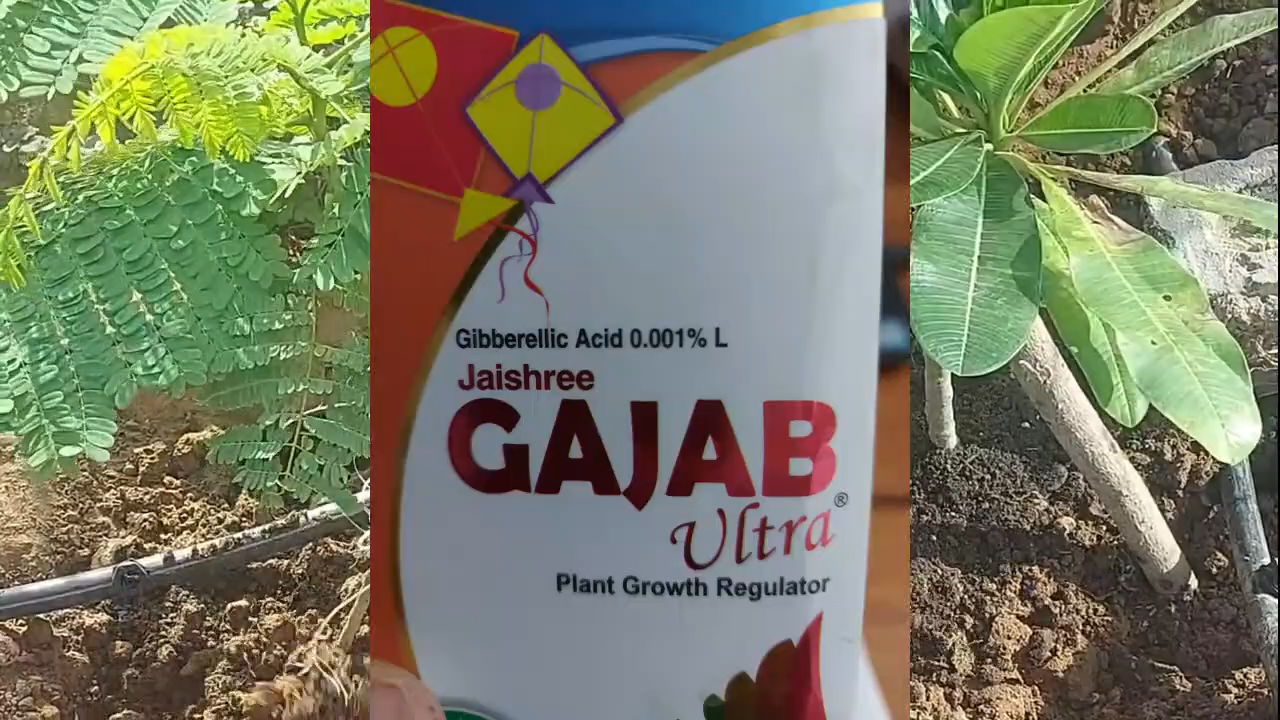 Gibberellic Acid 0.001% L
Jaishree
GAJAB
Ultra®
Plant Growth Regulator